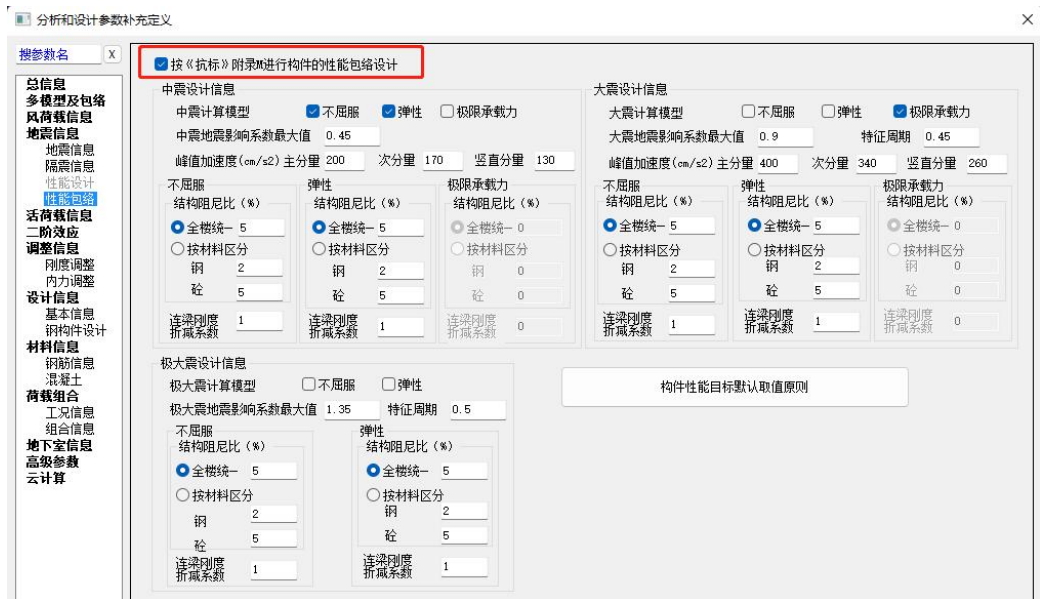 分析和设计参数补充定义
搜参数名 X
总信息
多模型及包络
风荷载信息
地震信息
地震信息
隔震信息
性能设计
性能包络
活荷载信息
二阶效应
调整信息
刚度调整
内力调整
设计信息
基本信息
钢构件设计
材料信息
钢筋信息
混凝土
荷载组合
工况信息
组合信息
地下室信息
高级参数
云计算
按《抗标》附录M进行构件的性能包络设计
中震设计信息
中震计算模型 不屈服 弹性 极限承载力
中震地震影响系数最大值 0.45
峰值加速度(cm/s2) 主分量 200 次分量 170 竖直分量 130
不屈服 弹性 极限承载力
结构阻尼比(%) 结构阻尼比(%) 结构阻尼比(%)
全楼统一 5 全楼统一 5 全楼统一 0
按材料区分 按材料区分 按材料区分
钢 2 钢 2 钢 0
砼 5 砼 5 砼 0
连梁刚度 1 连梁刚度 1 连梁刚度 0
折减系数 折减系数 折减系数
大震设计信息
大震计算模型 不屈服 弹性 极限承载力
大震地震影响系数最大值 0.9 特征周期 0.45
峰值加速度(cm/s2) 主分量 400 次分量 340 竖直分量 260
不屈服 弹性 极限承载力
结构阻尼比(%) 结构阻尼比(%) 结构阻尼比(%)
全楼统一 5 全楼统一 5 全楼统一 0
按材料区分 按材料区分 按材料区分
钢 2 钢 2 钢 0
砼 5 砼 5 砼 0
连梁刚度 1 连梁刚度 1 连梁刚度 0
折减系数 折减系数 折减系数
极大震设计信息
极大震计算模型 不屈服 弹性
极大震地震影响系数最大值 1.35 特征周期 0.5
不屈服 弹性
结构阻尼比(%) 结构阻尼比(%)
全楼统一 5 全楼统一 5
按材料区分 按材料区分
钢 2 钢 2
砼 5 砼 5
连梁刚度 1 连梁刚度 1
折减系数 折减系数
构件性能目标默认取值原则